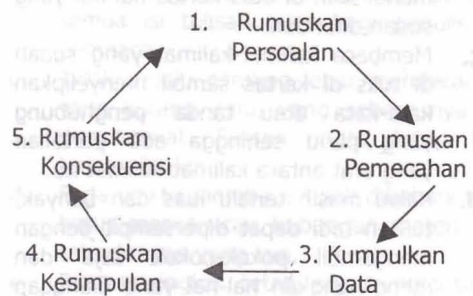 1. Rumuskan
Persoalan
2. Rumuskan
Pemecahan
3. Kumpulkan
Data
4. Rumuskan
Kesimpulan
5. Rumuskan
Konsekuensi